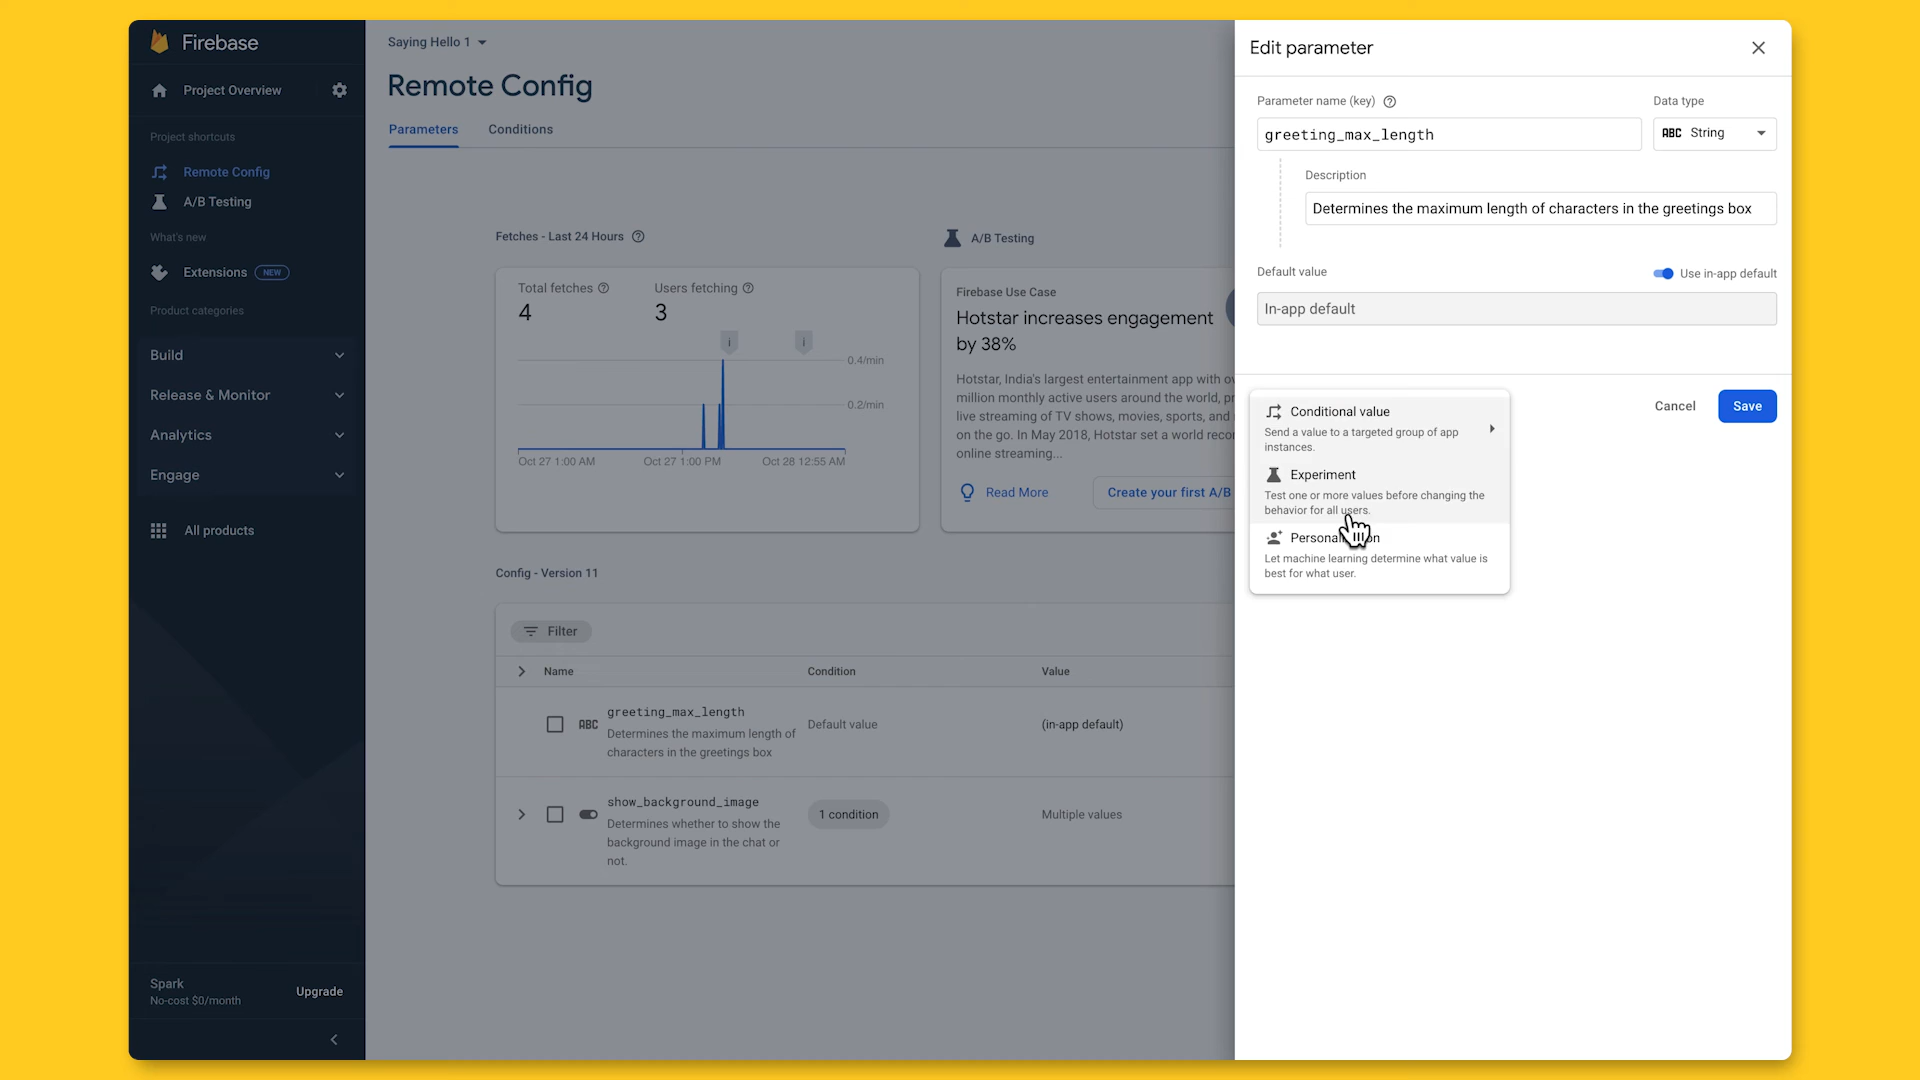 Firebase
Project Overview
Project shortcuts
Remote Config
A/B Testing
What's new
Extensions NEW
Product categories
Build
Release & Monitor
Analytics
Engage
All products
Spark
No-cost $0/month
Upgrade
Saying Hello 1
Remote Config
Parameters Conditions
Fetches - Last 24 Hours
Total fetches
4
Users fetching
3
0.4/min
0.2/min
Oct 27 1:00 AM Oct 27 1:00 PM Oct 28 12:55 AM
A/B Testing
Firebase Use Case
Hotstar increases engagement
by 38%
Hotstar, India's largest entertainment app with
million monthly active users around the world,
live streaming of TV shows, movies, sports, and
on the go. In May 2018, Hotstar set a world
online streaming...
Read More
Create your first A/B
Config - Version 11
Filter
Name Condition Value
ABC
greeting_max_length
Determines the maximum length of
characters in the greetings box
Default value
(in-app default)
show_background_image
Determines whether to show the
background image in the chat or
not.
1 condition
Multiple values
Edit parameter
Parameter name (key)
greeting_max_length
Data type
ABC String
Description
Determines the maximum length of characters in the greetings box
Default value
Use in-app default
In-app default
Conditional value
Send a value to a targeted group of app
instances.
Experiment
Test one or more values before changing the
behavior for all users.
Let machine learning determine what value is
best for what user.
Cancel
Save